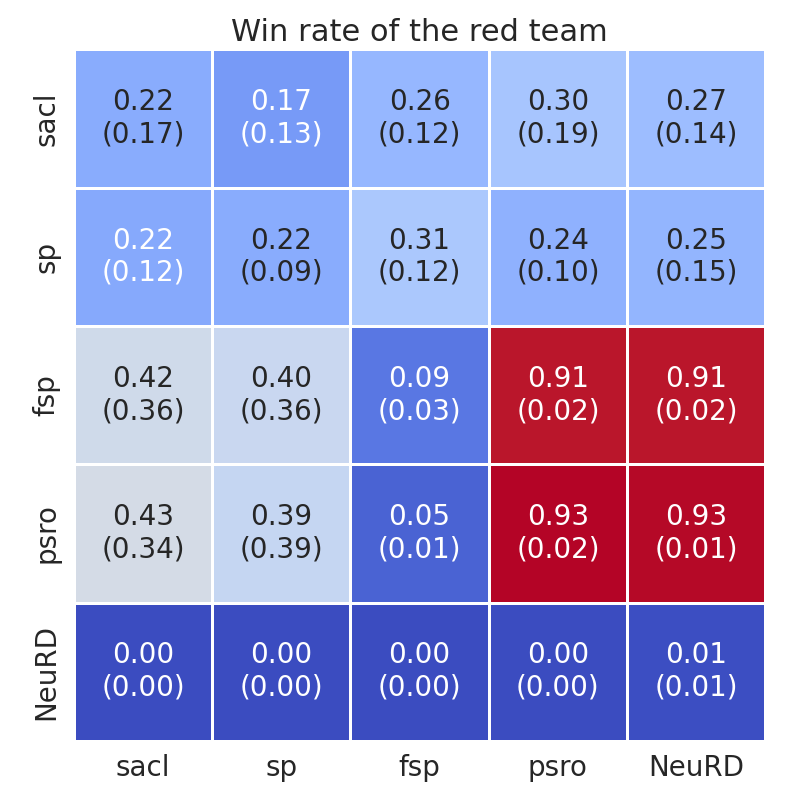 Win rate of the red team
sacl
0.22 0.17 0.26 0.30 0.27
(0.17) (0.13) (0.12) (0.19) (0.14)
sp
0.22 0.22 0.31 0.24 0.25
(0.12) (0.09) (0.12) (0.10) (0.15)
fsp
0.42 0.40 0.09 0.91 0.91
(0.36) (0.36) (0.03) (0.02) (0.02)
psro
0.43 0.39 0.05 0.93 0.93
(0.34) (0.39) (0.01) (0.02) (0.01)
NeuRD
0.00 0.00 0.00 0.00 0.01
(0.00) (0.00) (0.00) (0.00) (0.01)
sacl sp fsp psro NeuRD